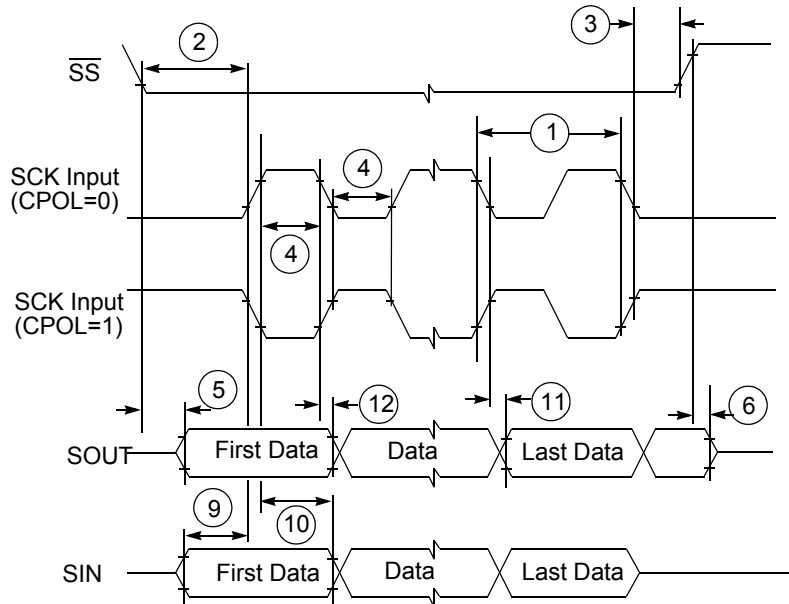 2
3
SS
1
SCK Input
(CPOL=0)
4
4
SCK Input
(CPOL=1)
5
12
11
6
SOUT
First Data
Data
Last Data
9
10
SIN
First Data
Data
Last Data